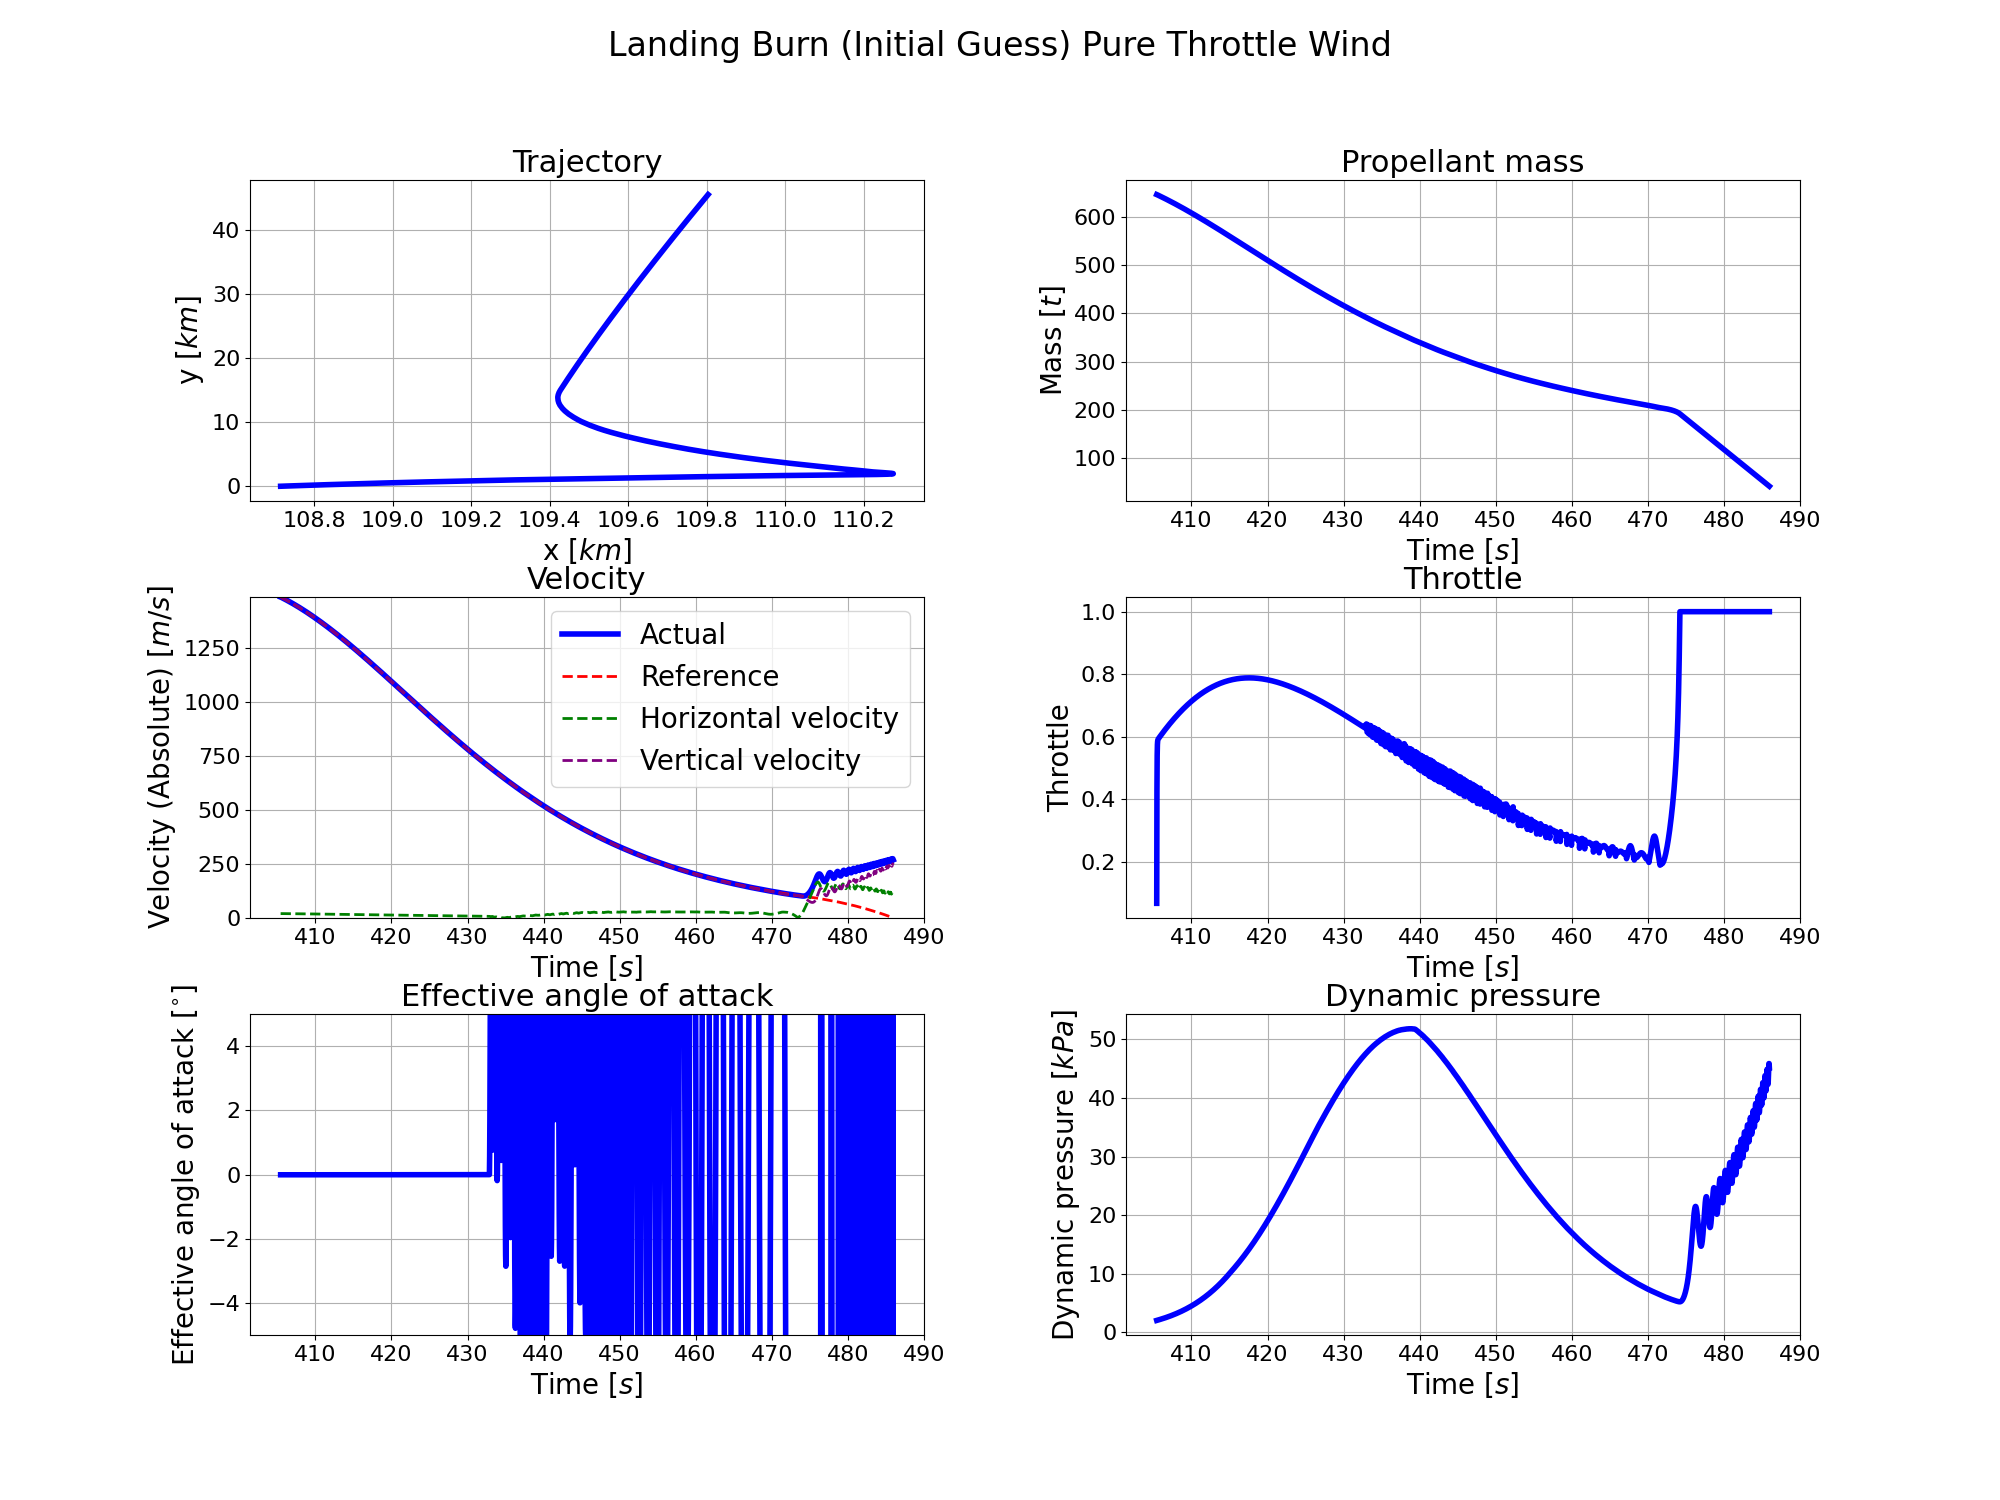 Landing Burn (Initial Guess) Pure Throttle Wind
Trajectory
y [km]
40
30
20
10
0
108.8 109.0 109.2 109.4 109.6 109.8 110.0 110.2
x [km]
Propellant mass
Mass [t]
600
500
400
300
200
100
410 420 430 440 450 460 470 480 490
Time [s]
Velocity
Velocity (Absolute) [m/s]
1250
1000
750
500
250
0
Actual
Reference
Horizontal velocity
Vertical velocity
410 420 430 440 450 460 470 480 490
Time [s]
Throttle
Throttle
1.0
0.8
0.6
0.4
0.2
410 420 430 440 450 460 470 480 490
Time [s]
Effective angle of attack
Effective angle of attack [°]
4
2
0
−2
−4
410 420 430 440 450 460 470 480 490
Time [s]
Dynamic pressure
Dynamic pressure [kPa]
50
40
30
20
10
0
410 420 430 440 450 460 470 480 490
Time [s]